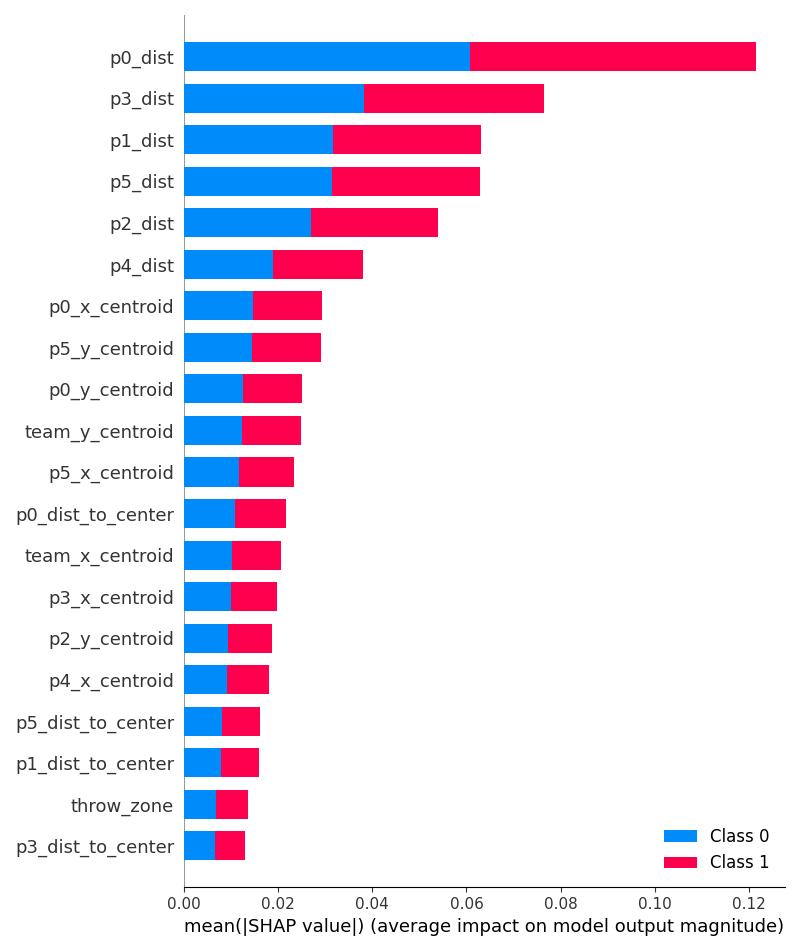 p0_dist
p3_dist
p1_dist
p5_dist
p2_dist
p4_dist
p0_x_centroid
p5_y_centroid
p0_y_centroid
team_y_centroid
p5_x_centroid
p0_dist_to_center
team_x_centroid
p3_x_centroid
p2_y_centroid
p4_x_centroid
p5_dist_to_center
p1_dist_to_center
throw_zone
p3_dist_to_center
Class 0
Class 1
0.00 0.02 0.04 0.06 0.08 0.10 0.12
mean(|SHAP value|) (average impact on model output magnitude)